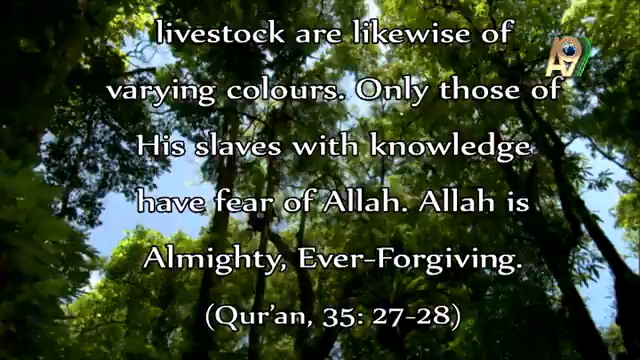 livestock are likewise of
varying colours. Only those of
His slaves with knowledge
have fear of Allah. Allah is
Almighty, Ever-Forgiving.
(Qur'an, 35: 27-28)
A9